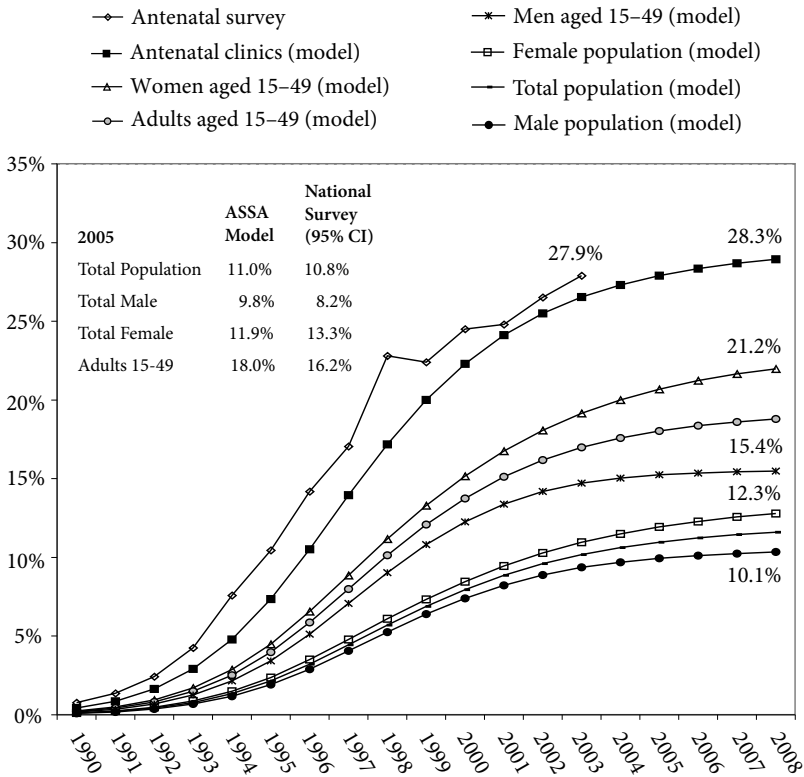 Antenatal survey
Antenatal clinics (model)
Women aged 15–49 (model)
Adults aged 15–49 (model)
Men aged 15–49 (model)
Female population (model)
Total population (model)
Male population (model)
35%
30%
25%
20%
15%
10%
5%
0%
2005 ASSA Model National Survey (95% CI)
Total Population 11.0% 10.8%
Total Male 9.8% 8.2%
Total Female 11.9% 13.3%
Adults 15-49 18.0% 16.2%
27.9%
28.3%
21.2%
15.4%
12.3%
10.1%
1990 1991 1992 1993 1994 1995 1996 1997 1998 1999 2000 2001 2002 2003 2004 2005 2006 2007 2008